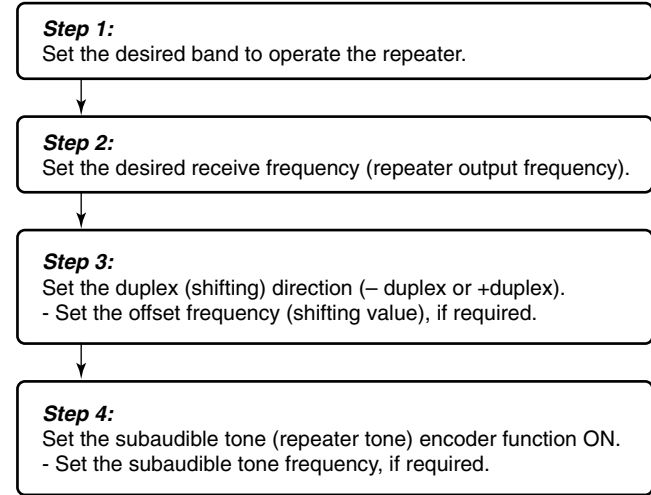 Step 1:
Set the desired band to operate the repeater.
Step 2:
Set the desired receive frequency (repeater output frequency).
Step 3:
Set the duplex (shifting) direction (– duplex or +duplex).
- Set the offset frequency (shifting value), if required.
Step 4:
Set the subaudible tone (repeater tone) encoder function ON.
- Set the subaudible tone frequency, if required.